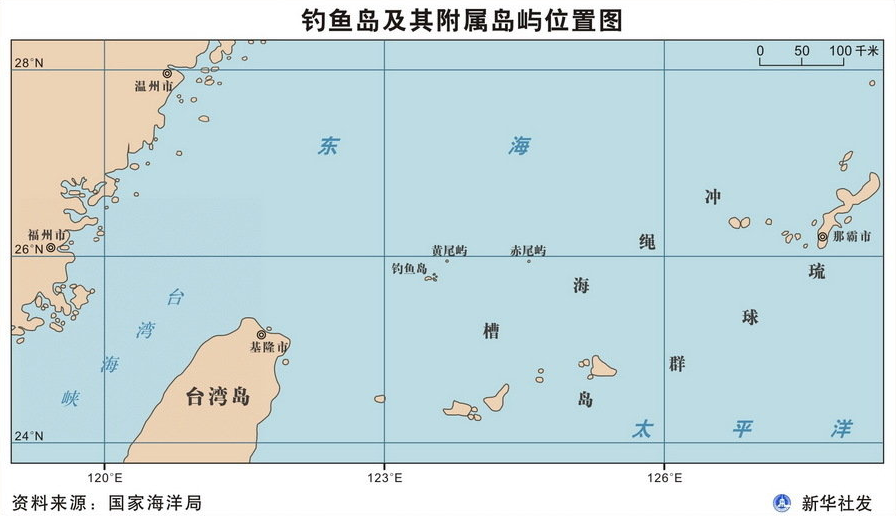 钓鱼岛及其附属岛屿位置图
0 50 100 千米
28°N
温州市
东 海
冲
绳
海
槽
福州市
26°N
黄尾屿
赤尾屿
钓鱼岛
那霸市
琉
球
群
岛
台
湾
海
峡
基隆市
台湾岛
太 平 洋
24°N
120°E
123°E
126°E
资料来源：国家海洋局
新华社发